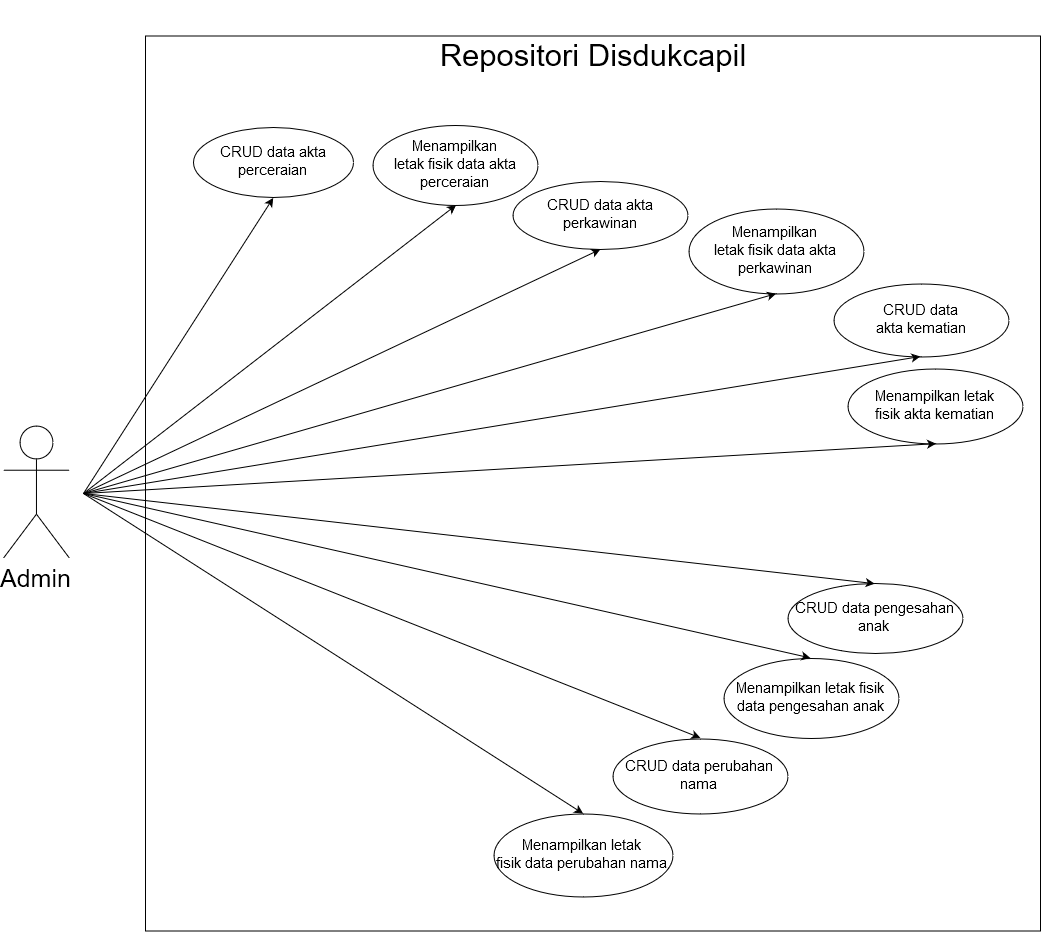 Repositori Disdukcapil
CRUD data akta
perceraian
Menampilkan
letak fisik data akta
perceraian
CRUD data akta
perkawinan
Menampilkan
letak fisik data akta
perkawinan
CRUD data
akta kematian
Menampilkan letak
fisik akta kematian
Admin
CRUD data pengesahan
anak
Menampilkan letak fisik
data pengesahan anak
CRUD data perubahan
nama
Menampilkan letak
fisik data perubahan nama